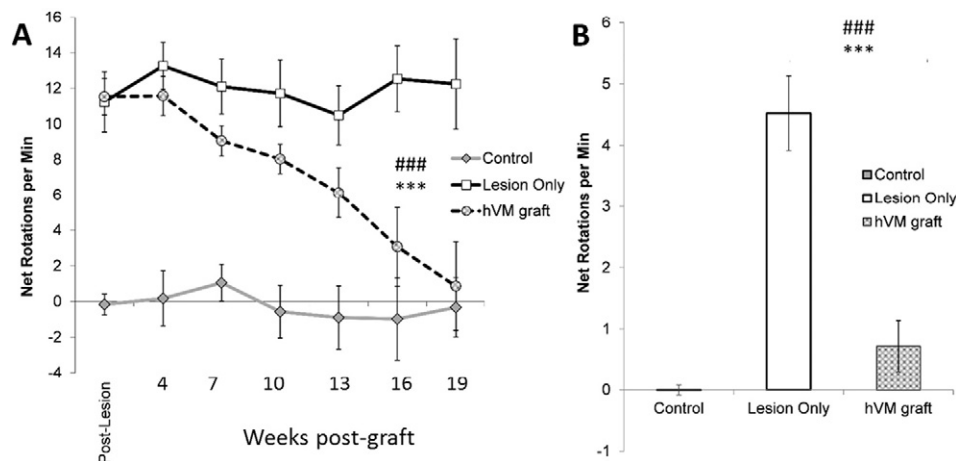 A
Net Rotations per Min
16
14
12
10
8
6
4
2
0
-2
-4
Post-Lesion
4
7
10
13
16
19
Weeks post-graft
###
***
Control
Lesion Only
hVM graft
B
Net Rotations per Min
6
5
4
3
2
1
0
-1
Control
Lesion Only
hVM graft
###
***
Control
Lesion Only
hVM graft